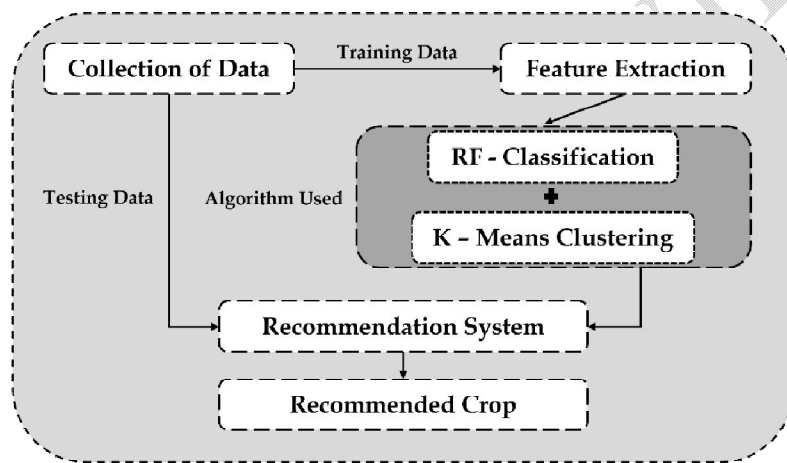 Collection of Data
Training Data
Feature Extraction
RF - Classification
Testing Data
Algorithm Used
K – Means Clustering
Recommendation System
Recommended Crop